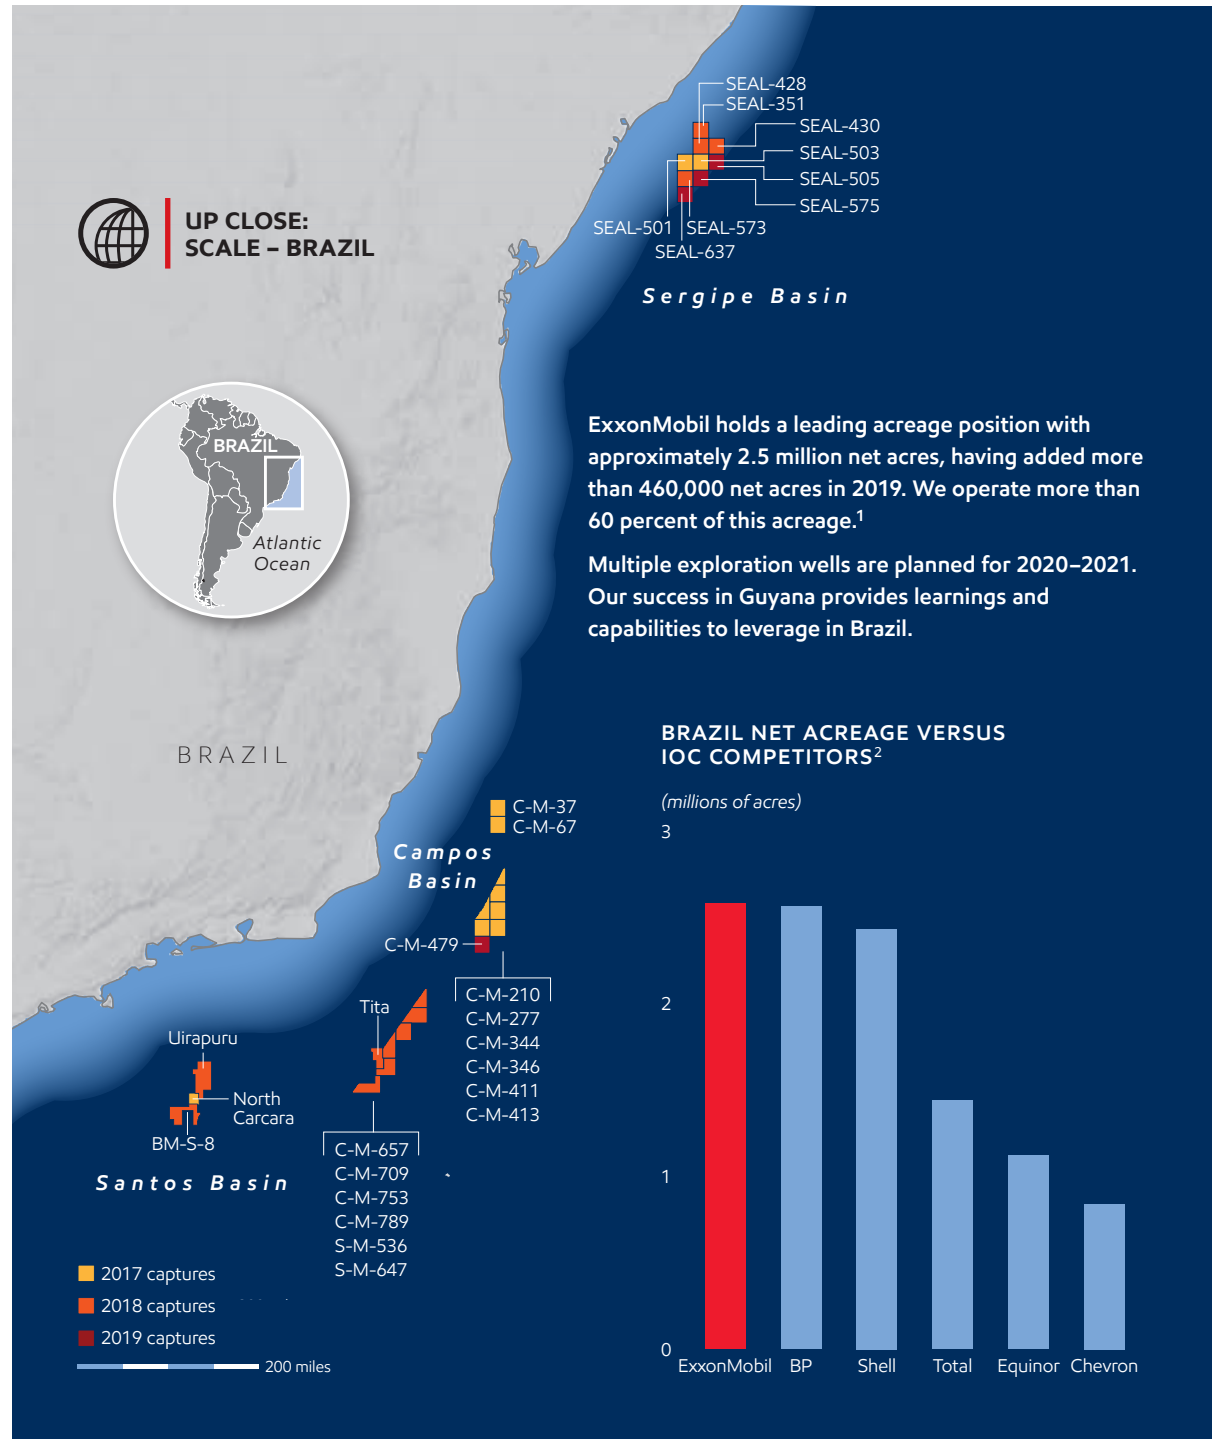 SEAL-428
SEAL-351
SEAL-430
SEAL-503
SEAL-505
SEAL-575
SEAL-501
SEAL-573
SEAL-637
Sergipe Basin
UP CLOSE:
SCALE – BRAZIL
BRAZIL
Atlantic
Ocean
ExxonMobil holds a leading acreage position with
approximately 2.5 million net acres, having added more
than 460,000 net acres in 2019. We operate more than
60 percent of this acreage.¹
Multiple exploration wells are planned for 2020–2021.
Our success in Guyana provides learnings and
capabilities to leverage in Brazil.
BRAZIL
C-M-37
C-M-67
Campos
Basin
C-M-479
C-M-210
C-M-277
C-M-344
C-M-346
C-M-411
C-M-413
Tita
C-M-657
C-M-709
C-M-753
C-M-789
S-M-536
S-M-647
Uirapuru
North
Carcara
BM-S-8
Santos Basin
2017 captures
2018 captures
2019 captures
200 miles
BRAZIL NET ACREAGE VERSUS
IOC COMPETITORS²
(millions of acres)
3
2
1
0
ExxonMobil BP Shell Total Equinor Chevron